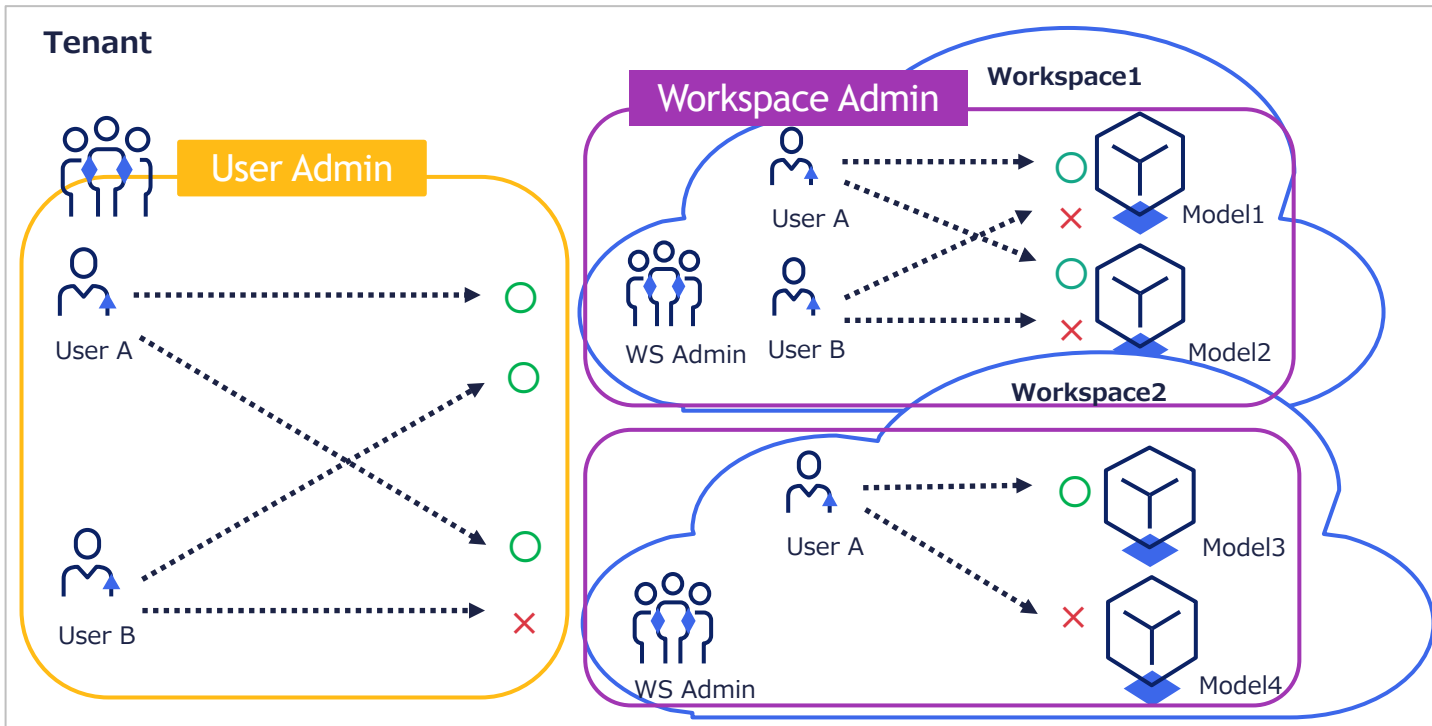 Tenant
User Admin
User A
User B
Workspace Admin
Workspace1
User A
Model1
WS Admin
User B
Model2
Workspace2
User A
Model3
WS Admin
Model4